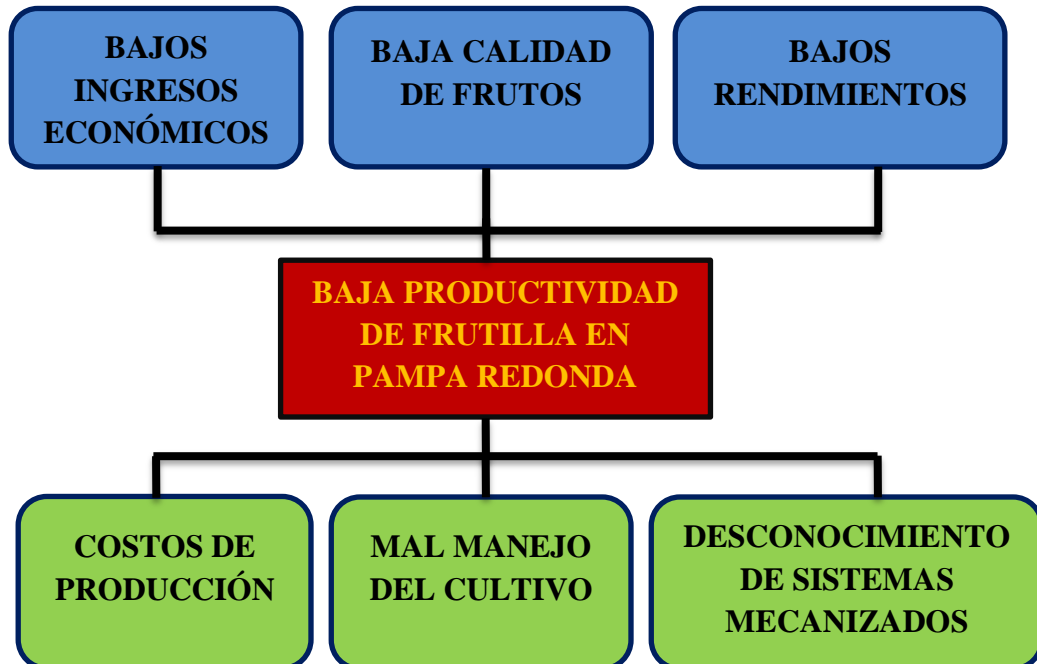 BAJOS
INGRESOS
ECONÓMICOS
BAJA CALIDAD
DE FRUTOS
BAJOS
RENDIMIENTOS
BAJA PRODUCTIVIDAD
DE FRUTILLA EN
PAMPA REDONDA
COSTOS DE
PRODUCCIÓN
MAL MANEJO
DEL CULTIVO
DESCONOCIMIENTO
DE SISTEMAS
MECANIZADOS